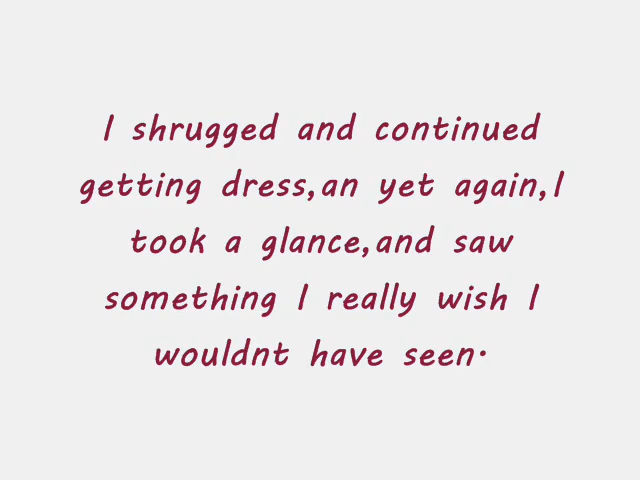 I shrugged and continued
getting dress,an yet again,I
took a glance,and saw
something I really wish I
wouldnt have seen.